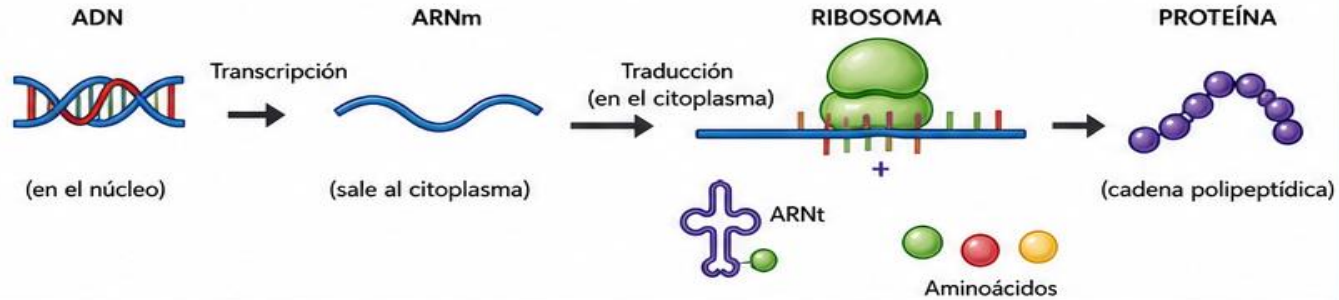 ADN
ARNm
RIBOSOMA
PROTEÍNA
Transcripción
Traducción
(en el citoplasma)
(en el núcleo)
(sale al citoplasma)
+
(cadena polipeptídica)
ARNt
Aminoácidos